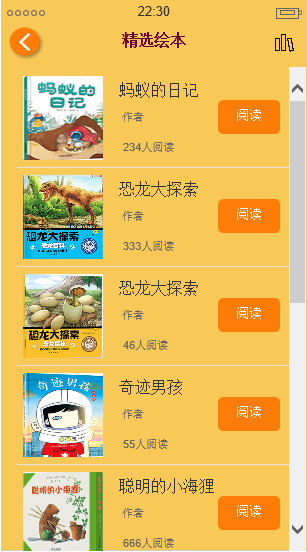 22:30
精选绘本
蚂蚁的
日记
蚂蚁的日记
作者
234人阅读
阅读
恐龙大探索
恐龙大探索
作者
333人阅读
阅读
恐龙大探索
恐龙大探索
作者
46人阅读
阅读
奇迹男孩
奇迹男孩
作者
55人阅读
阅读
聪明的小海狸
聪明的小海狸
作者
666人阅读
阅读